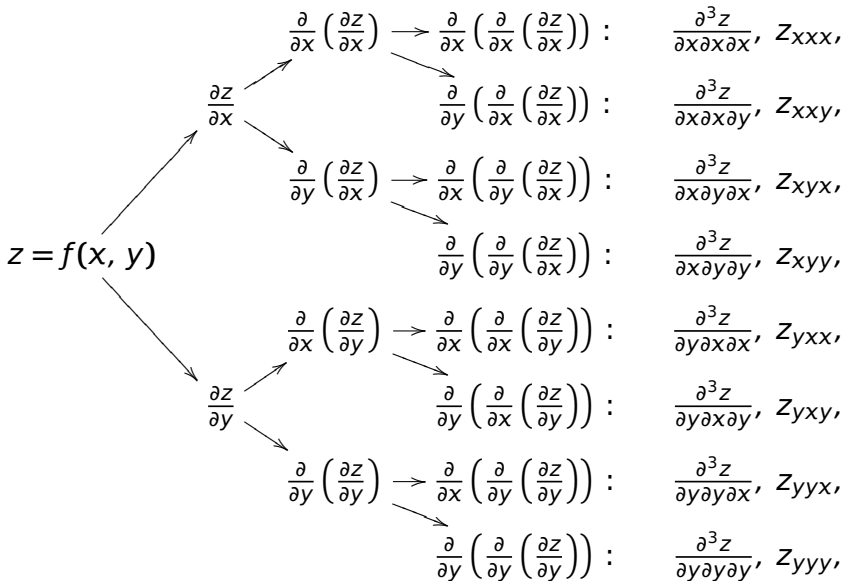 ∂/∂x (∂z/∂x) → ∂/∂x (∂/∂x (∂z/∂x)) : ∂³z/∂x∂x∂x, z_xxx,
∂z/∂x ∂/∂y (∂/∂x (∂z/∂x)) : ∂³z/∂x∂x∂y, z_xxy,
∂/∂y (∂z/∂x) → ∂/∂x (∂/∂y (∂z/∂x)) : ∂³z/∂x∂y∂x, z_xyx,
z = f(x, y) ∂/∂y (∂/∂y (∂z/∂x)) : ∂³z/∂x∂y∂y, z_xyy,
∂/∂x (∂z/∂y) → ∂/∂x (∂/∂x (∂z/∂y)) : ∂³z/∂y∂x∂x, z_yxx,
∂z/∂y ∂/∂y (∂/∂x (∂z/∂y)) : ∂³z/∂y∂x∂y, z_yxy,
∂/∂y (∂z/∂y) → ∂/∂x (∂/∂y (∂z/∂y)) : ∂³z/∂y∂y∂x, z_yyx,
∂/∂y (∂/∂y (∂z/∂y)) : ∂³z/∂y∂y∂y, z_yyy,